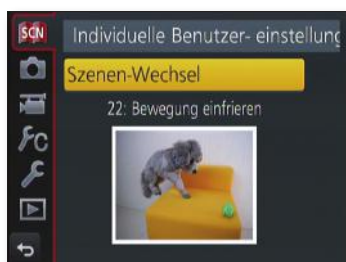 SCN
Individuelle Benutzer- einstellung
Szenen-Wechsel
22: Bewegung einfrieren
C